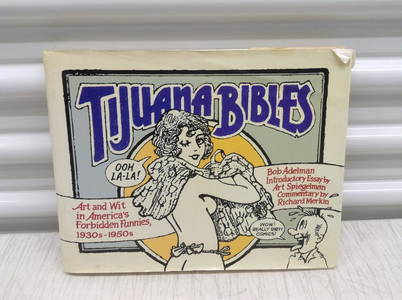 TIJUANA BIBLES
OOH
LA-LA!
Art and Wit
in America's
Forbidden Funnies,
1930s-1950s
Bob Adelman
Introductory Essay by
Art Spiegelman
Commentary by
Richard Merkin
WOW!
REALLY DIRTY
COMICS!